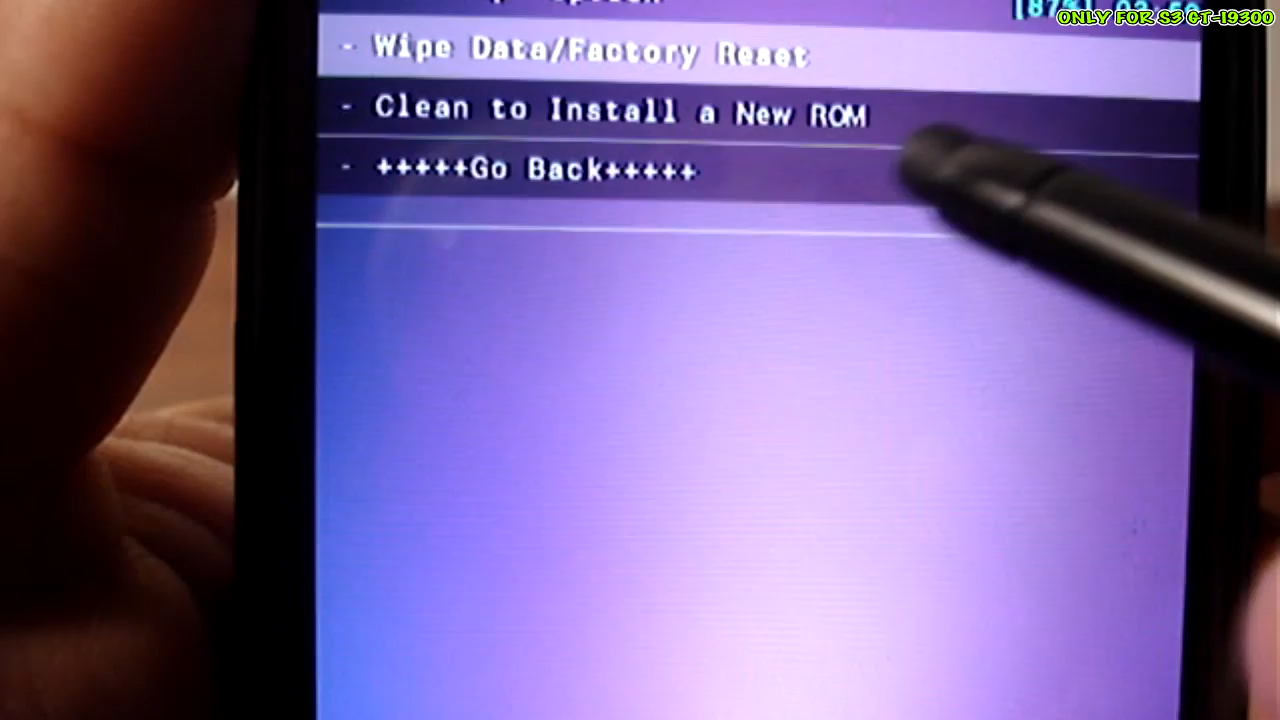 ONLY FOR S3 GT-I9300
- Wipe Data/Factory Reset
- Clean to Install a New ROM
- +++++Go Back+++++